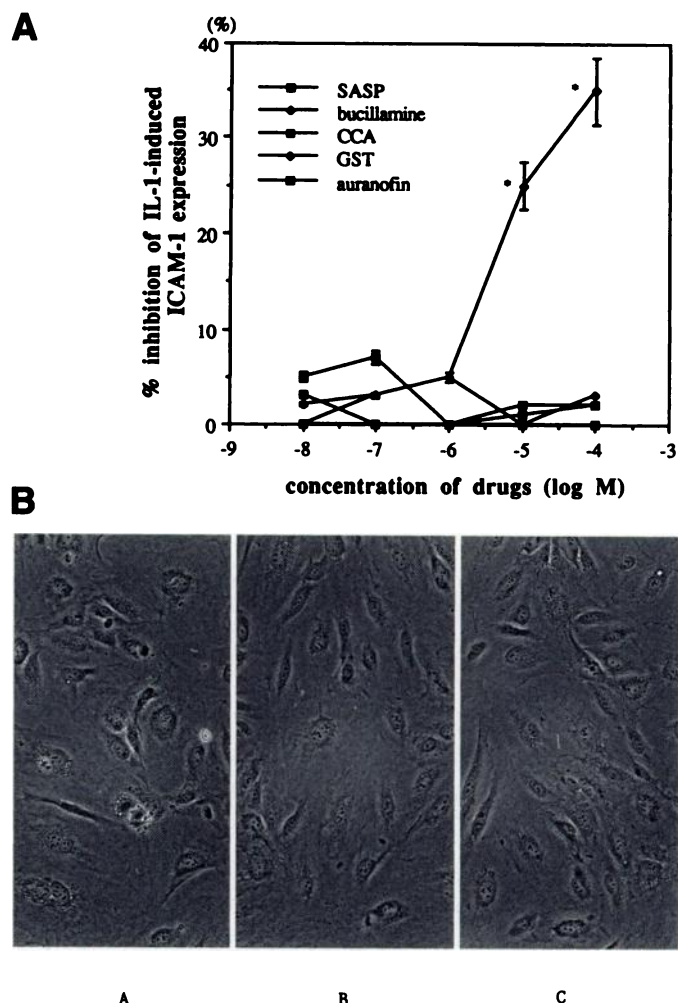 A
(%)
40
30
20
10
0
% inhibition of IL-1-induced
ICAM-1 expression
SASP
bucillamine
CCA
GST
auranofin
*
*
-9
-8
-7
-6
-5
-4
-3
concentration of drugs (log M)
B
A
B
C